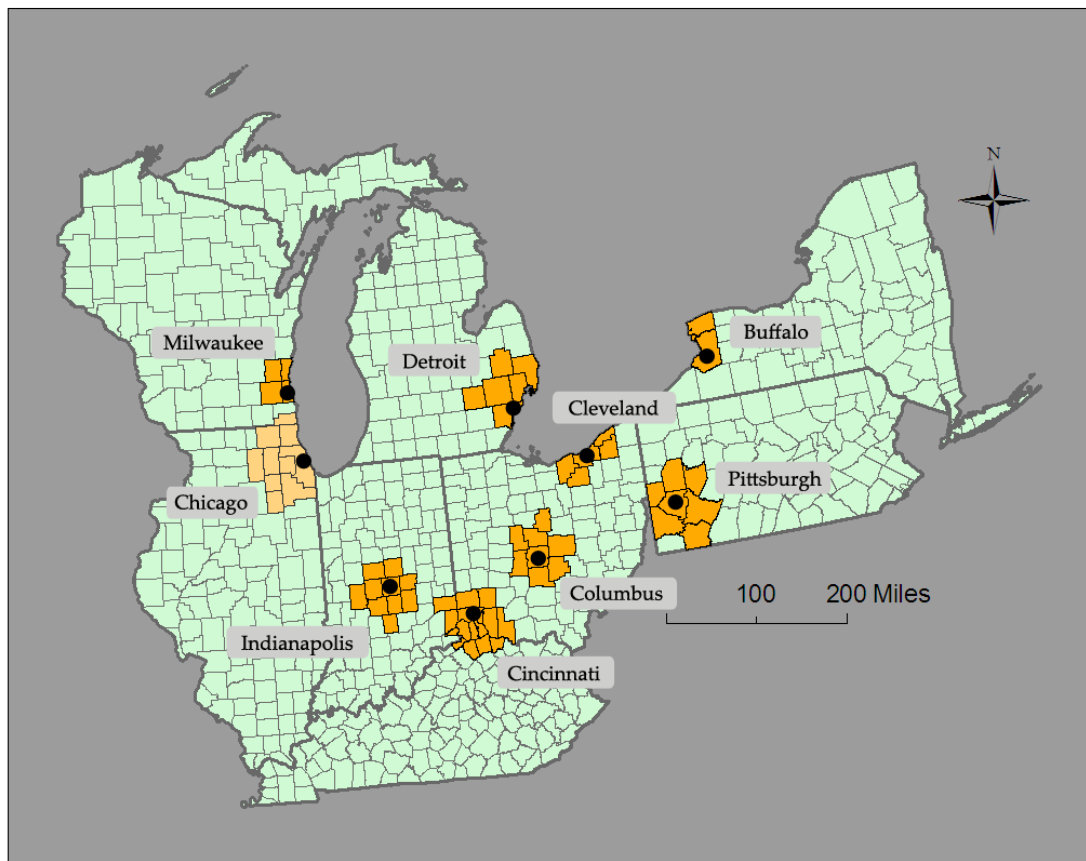 N
Buffalo
Milwaukee
Detroit
Cleveland
Pittsburgh
Chicago
Columbus
100
200 Miles
Indianapolis
Cincinnati